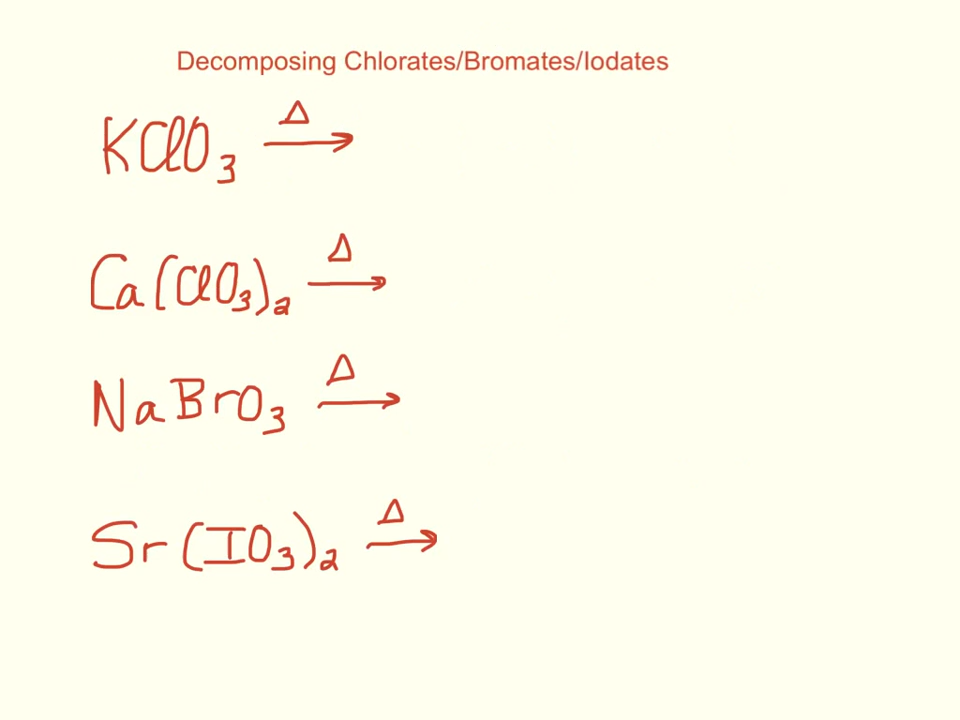 Decomposing Chlorates/Bromates/Iodates
KClO₃ Δ→
Ca(ClO₃)₂ Δ→
NaBrO₃ Δ→
Sr(IO₃)₂ Δ→